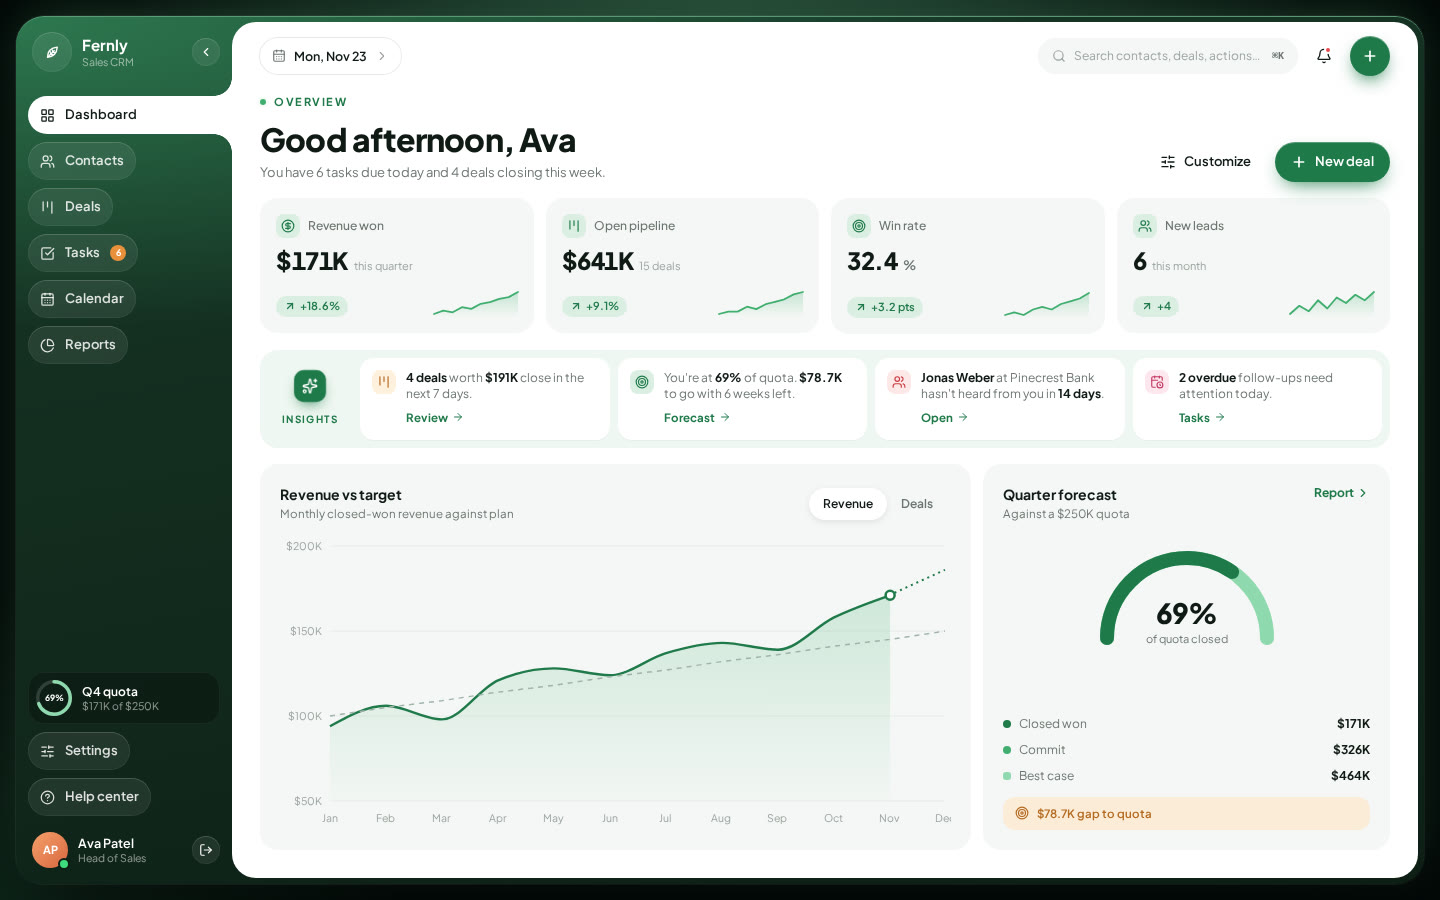 Fernly
Sales CRM
Dashboard
Contacts
Deals
Tasks 6
Calendar
Reports
69%
Q4 quota
$171K of $250K
Settings
Help center
AP
Ava Patel
Head of Sales
Mon, Nov 23
Search contacts, deals, actions... ⌘K
OVERVIEW
Good afternoon, Ava
You have 6 tasks due today and 4 deals closing this week.
Customize
New deal
Revenue won
$171K this quarter
+18.6%
Open pipeline
$641K 15 deals
+9.1%
Win rate
32.4 %
+3.2 pts
New leads
6 this month
+4
INSIGHTS
4 deals worth $191K close in the
next 7 days.
Review
You're at 69% of quota. $78.7K
to go with 6 weeks left.
Forecast
Jonas Weber at Pinecrest Bank
hasn't heard from you in 14 days.
Open
2 overdue follow-ups need
attention today.
Tasks
Revenue vs target
Monthly closed-won revenue against plan
Revenue
Deals
$200K
$150K
$100K
$50K
Jan Feb Mar Apr May Jun Jul Aug Sep Oct Nov Dec
Quarter forecast
Against a $250K quota
Report
69%
of quota closed
Closed won $171K
Commit $326K
Best case $464K
$78.7K gap to quota